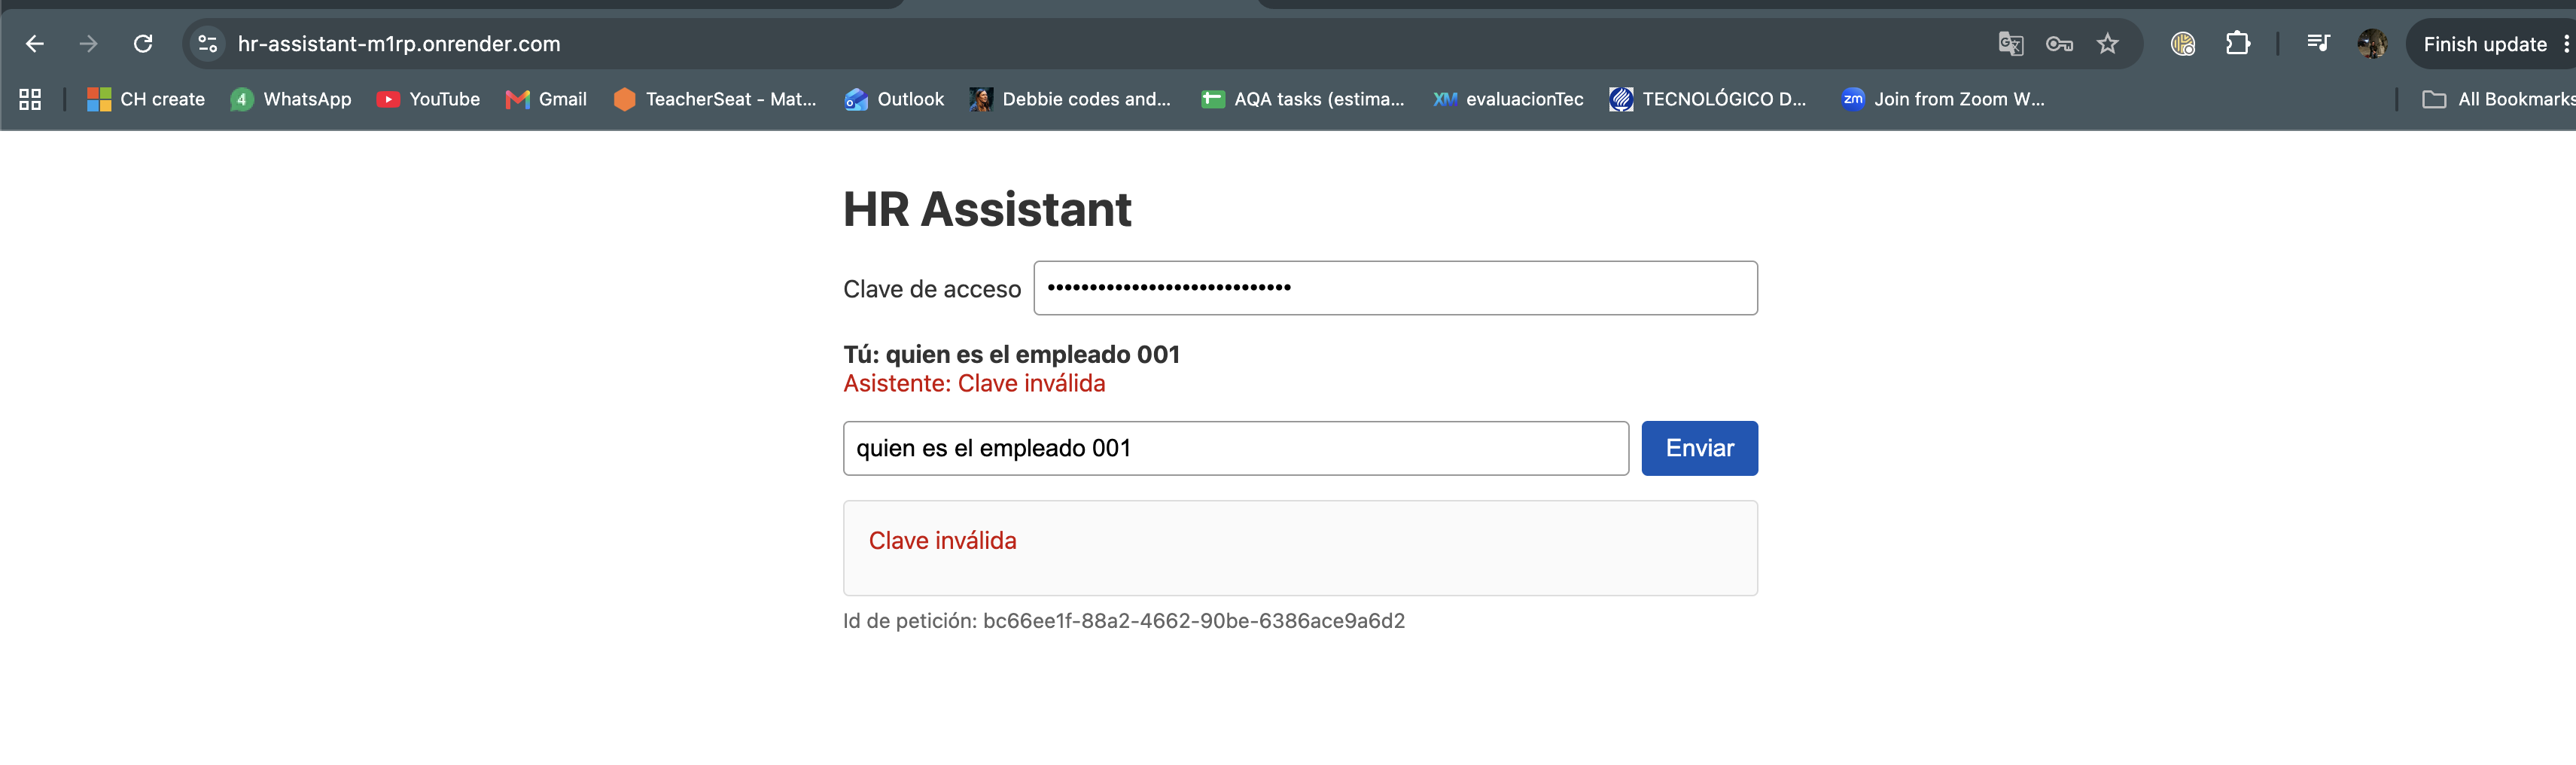 hr-assistant-m1rp.onrender.com
Finish update
CH create
4 WhatsApp
YouTube
Gmail
TeacherSeat - Mat...
Outlook
Debbie codes and...
AQA tasks (estima...
XM evaluacionTec
TECNOLÓGICO D...
zm Join from Zoom W...
All Bookmarks
HR Assistant
Clave de acceso •••••••••••••••••••••••••••••
Tú: quien es el empleado 001
Asistente: Clave inválida
quien es el empleado 001
Enviar
Clave inválida
Id de petición: bc66ee1f-88a2-4662-90be-6386ace9a6d2